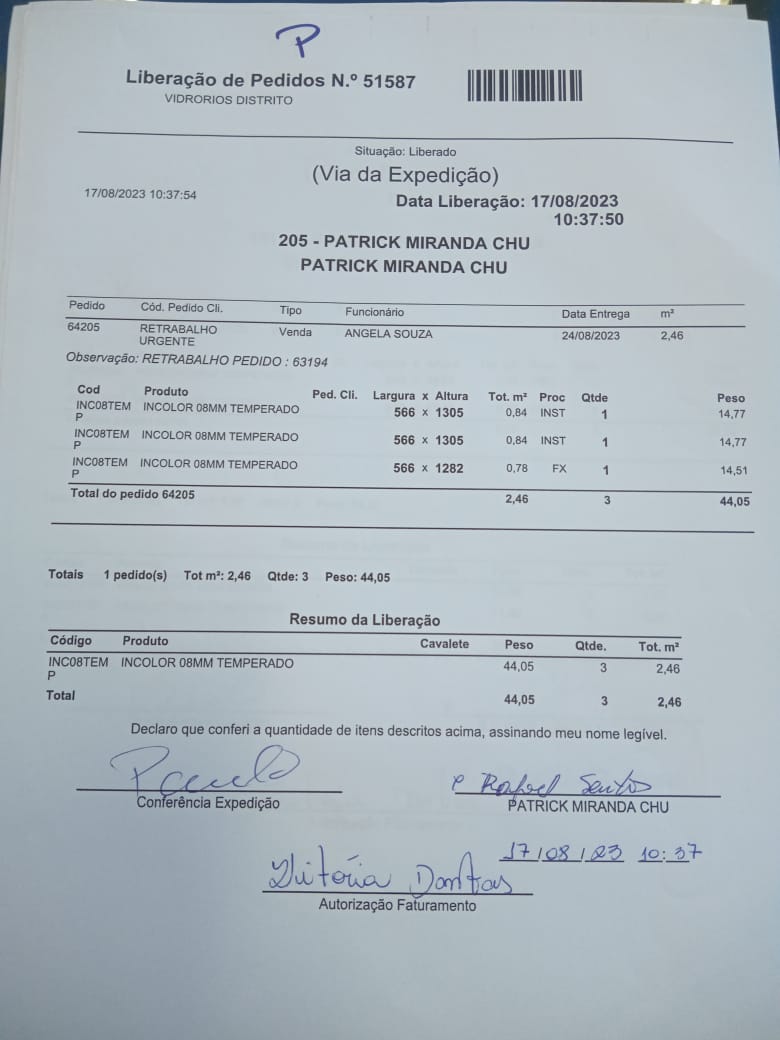 P
Liberação de Pedidos N.º 51587
VIDRORIOS DISTRITO
Situação: Liberado
(Via da Expedição)
17/08/2023 10:37:54
Data Liberação: 17/08/2023
10:37:50
205 - PATRICK MIRANDA CHU
PATRICK MIRANDA CHU
Pedido Cód. Pedido Cli. Tipo Funcionário Data Entrega m²
64205 RETRABALHO Venda ANGELA SOUZA 24/08/2023 2,46
URGENTE
Observação: RETRABALHO PEDIDO : 63194
Cod Produto Ped. Cli. Largura x Altura Tot. m² Proc Qtde Peso
INC08TEM INCOLOR 08MM TEMPERADO 566 x 1305 0,84 INST 1 14,77
P
INC08TEM INCOLOR 08MM TEMPERADO 566 x 1305 0,84 INST 1 14,77
P
INC08TEM INCOLOR 08MM TEMPERADO 566 x 1282 0,78 FX 1 14,51
P
Total do pedido 64205 2,46 3 44,05
Totais 1 pedido(s) Tot m²: 2,46 Qtde: 3 Peso: 44,05
Resumo da Liberação
Código Produto Cavalete Peso Qtde. Tot. m²
INC08TEM INCOLOR 08MM TEMPERADO 44,05 3 2,46
P
Total 44,05 3 2,46
Declaro que conferi a quantidade de itens descritos acima, assinando meu nome legível.
Rafael Santos
Conferência Expedição PATRICK MIRANDA CHU
17/08/23 10:37
Vitória Dantas
Autorização Faturamento